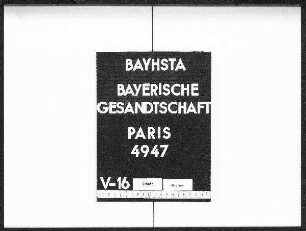 BAYHSTA
BAYERISCHE
GESANDTSCHAFT
PARIS
4947
V-16